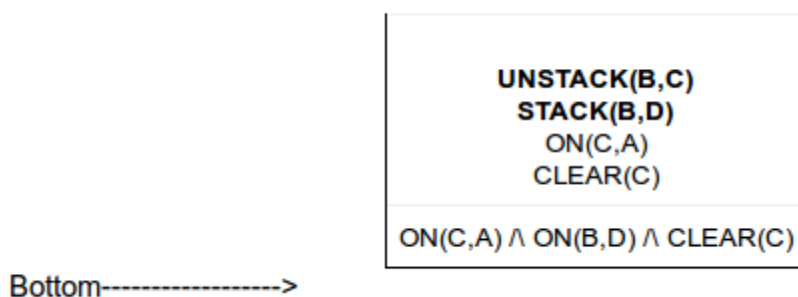 UNSTACK(B,C)
STACK(B,D)
ON(C,A)
CLEAR(C)
ON(C,A) /\ ON(B,D) /\ CLEAR(C)
Bottom------------------>